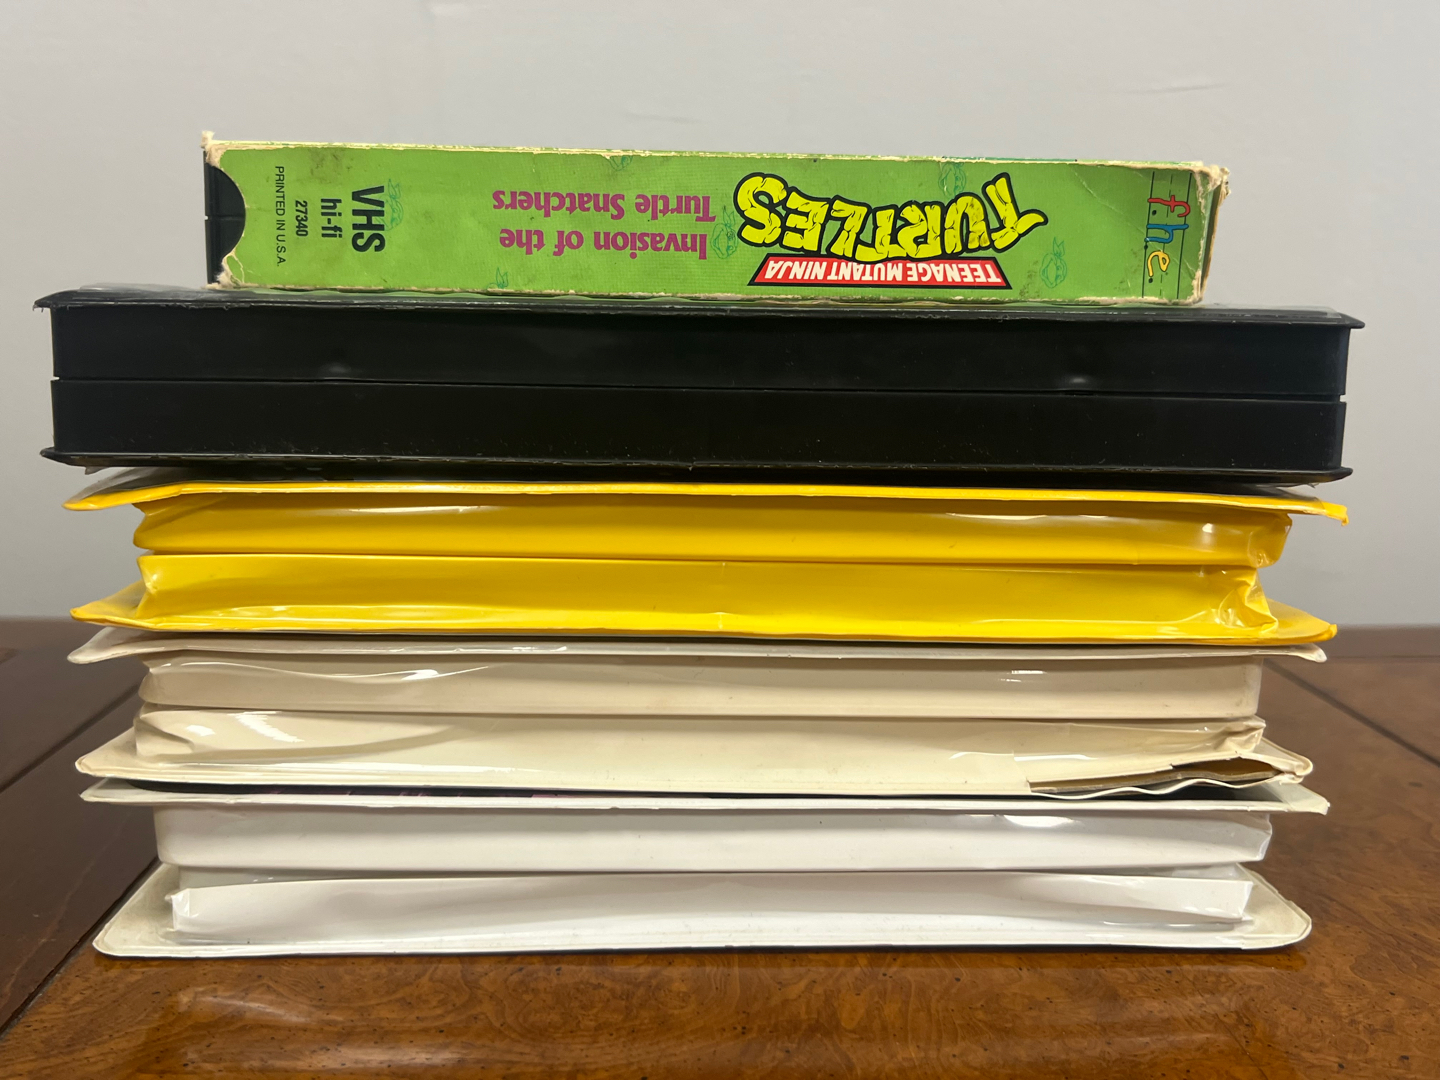 f.h.e.
TEENAGE MUTANT NINJA
TURTLES
Invasion of the
Turtle Snatchers
VHS
hi-fi
27340
PRINTED IN U.S.A.